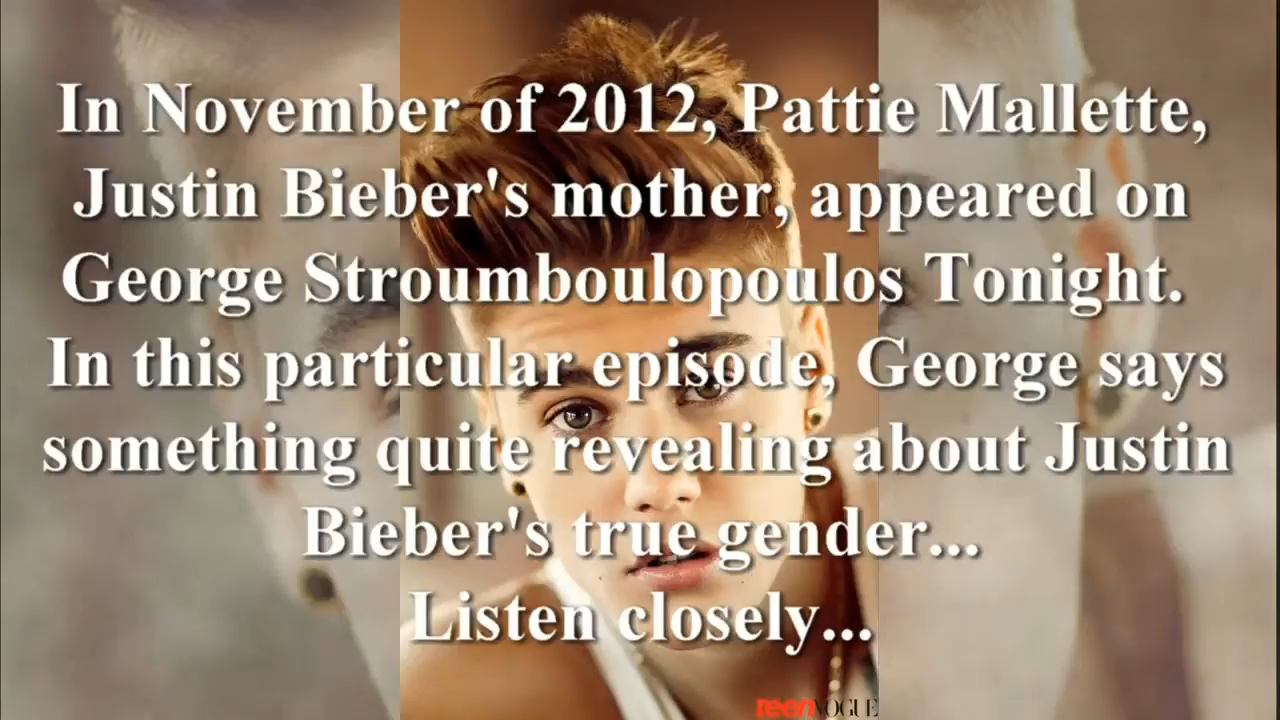 In November of 2012, Pattie Mallette,
Justin Bieber's mother, appeared on
George Stroumboulopoulos Tonight.
In this particular episode, George says
something quite revealing about Justin
Bieber's true gender...
Listen closely...
teenVOGUE